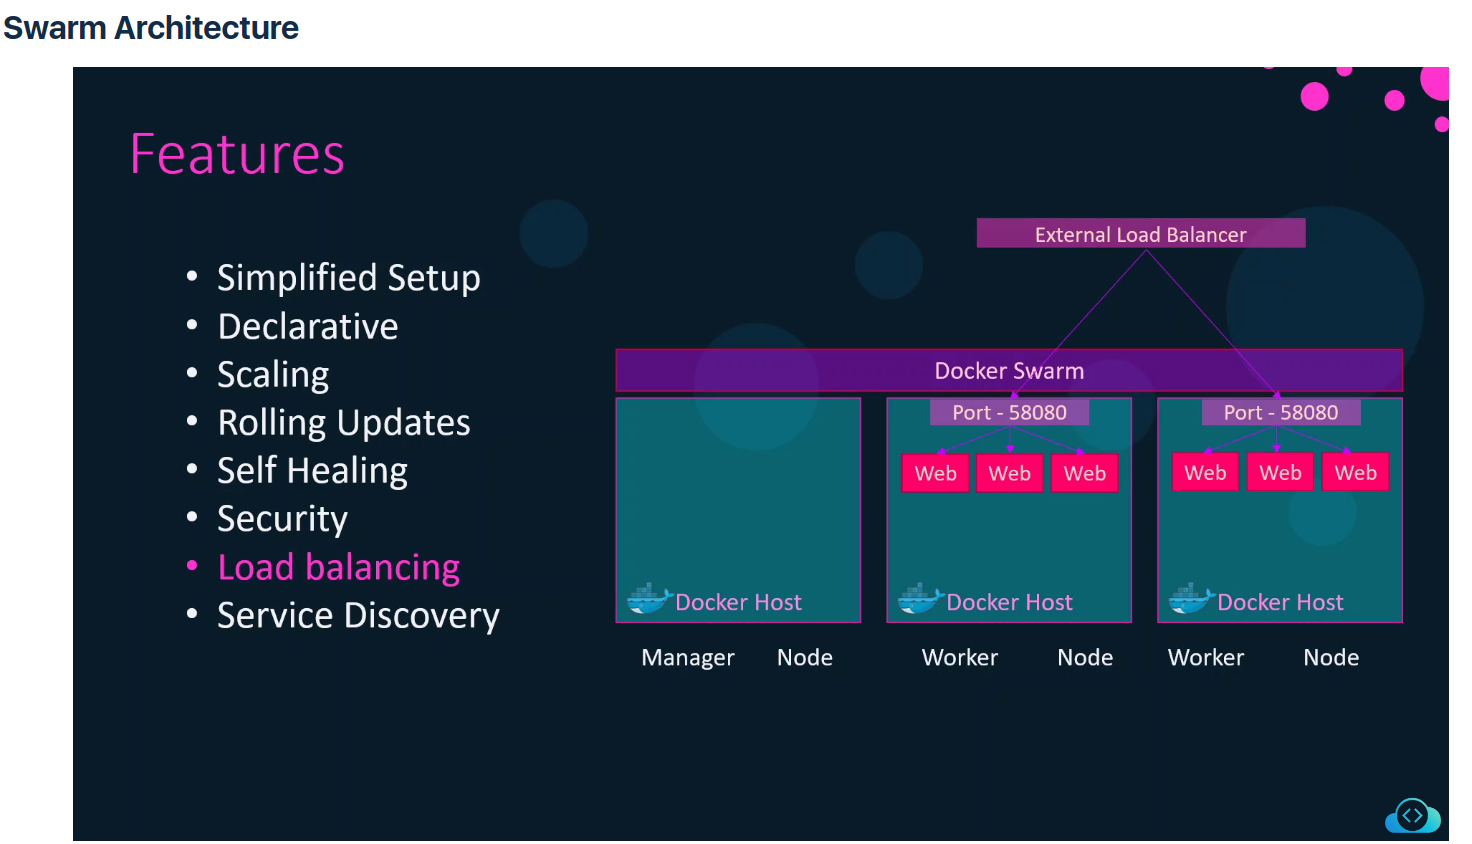 Swarm Architecture
Features
• Simplified Setup
• Declarative
• Scaling
• Rolling Updates
• Self Healing
• Security
• Load balancing
• Service Discovery
External Load Balancer
Docker Swarm
Port - 58080 Port - 58080
Web Web Web Web Web Web
Docker Host Docker Host Docker Host
Manager Node Worker Node Worker Node